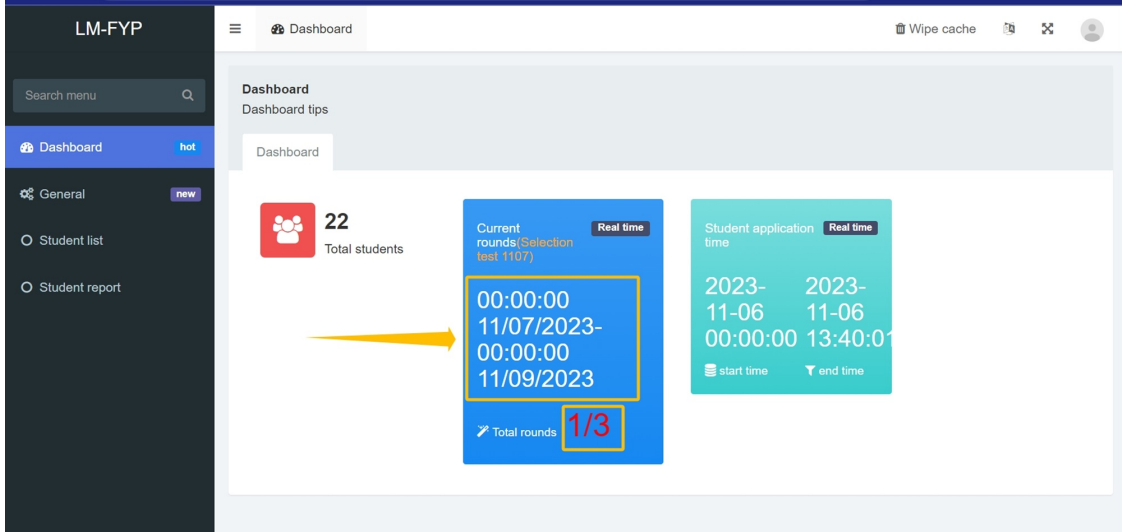 LM-FYP
Dashboard
Wipe cache
Search menu
Dashboard
hot
General
new
Student list
Student report
Dashboard
Dashboard tips
Dashboard
22
Total students
Current
Real time
rounds(Selection
test 1107)
00:00:00
11/07/2023-
00:00:00
11/09/2023
Total rounds 1/3
Student application
Real time
time
2023-
11-06
00:00:00
start time
2023-
11-06
13:40:01
end time